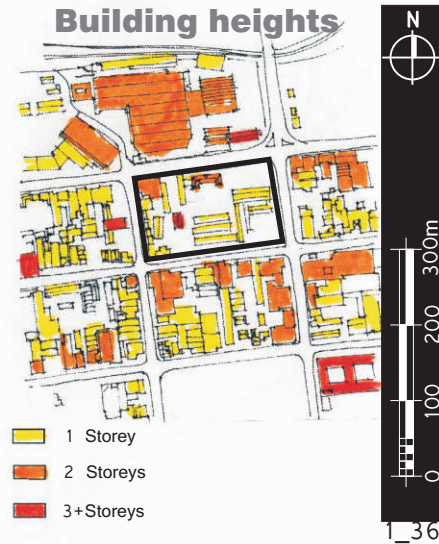 Building heights
N
300m
200
100
0
1 Storey
2 Storeys
3+Storeys
1_36